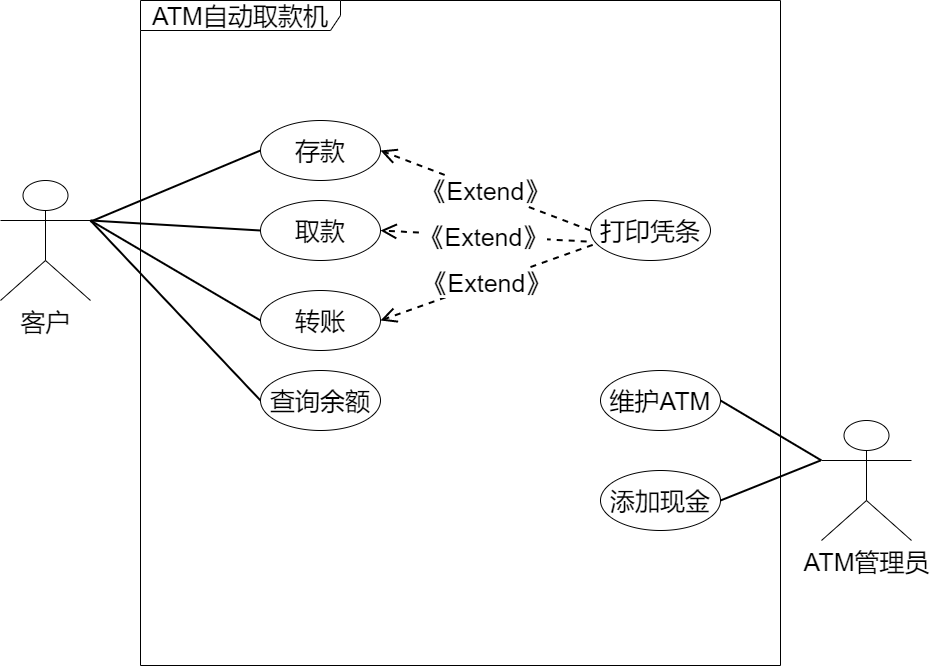 ATM自动取款机
存款
《Extend》
取款
《Extend》
打印凭条
《Extend》
转账
客户
查询余额
维护ATM
添加现金
ATM管理员